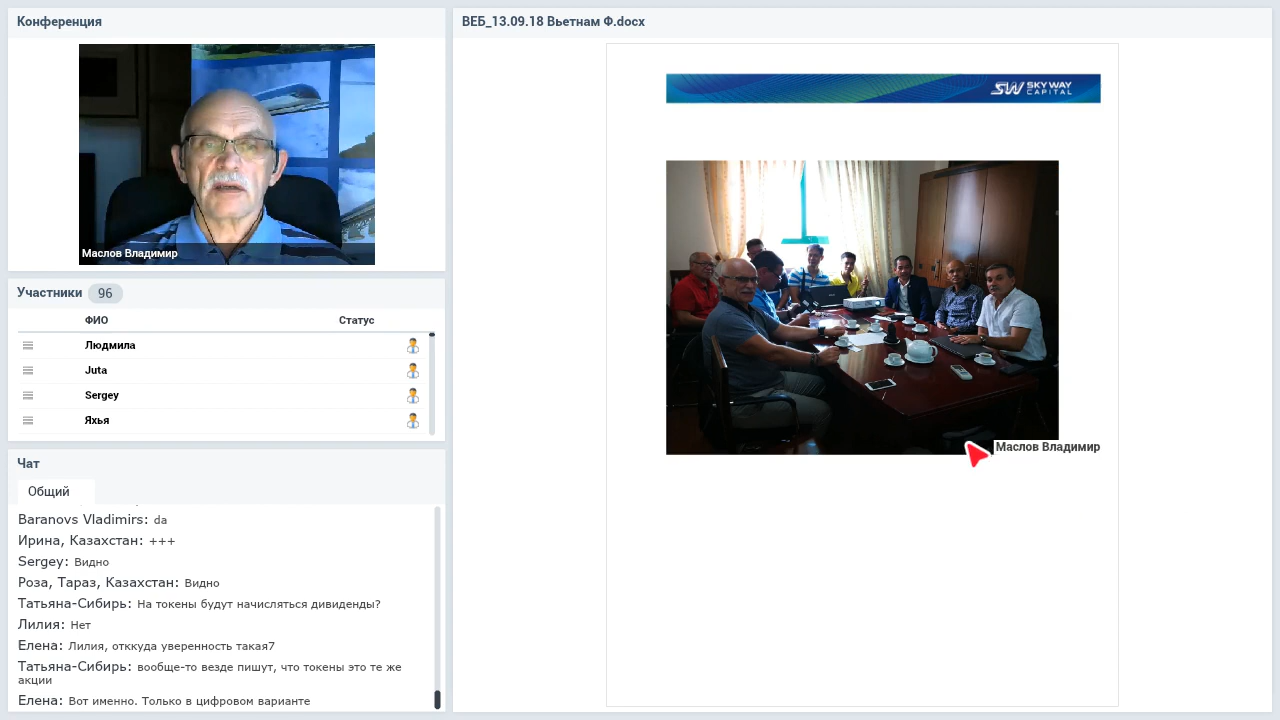 Конференция
Маслов Владимир
Участники 96
ФИО Статус
Людмила
Juta
Sergey
Яхья
Чат
Общий
Baranovs Vladimirs: da
Ирина, Казахстан: +++
Sergey: Видно
Роза, Тараз, Казахстан: Видно
Татьяна-Сибирь: На токены будут начисляться дивиденды?
Лилия: Нет
Елена: Лилия, отккуда уверенность такая7
Татьяна-Сибирь: вообще-то везде пишут, что токены это те же
акции
Елена: Вот именно. Только в цифровом варианте
ВЕБ_13.09.18 Вьетнам Ф.docx
SW SKY WAY
CAPITAL
Маслов Владимир